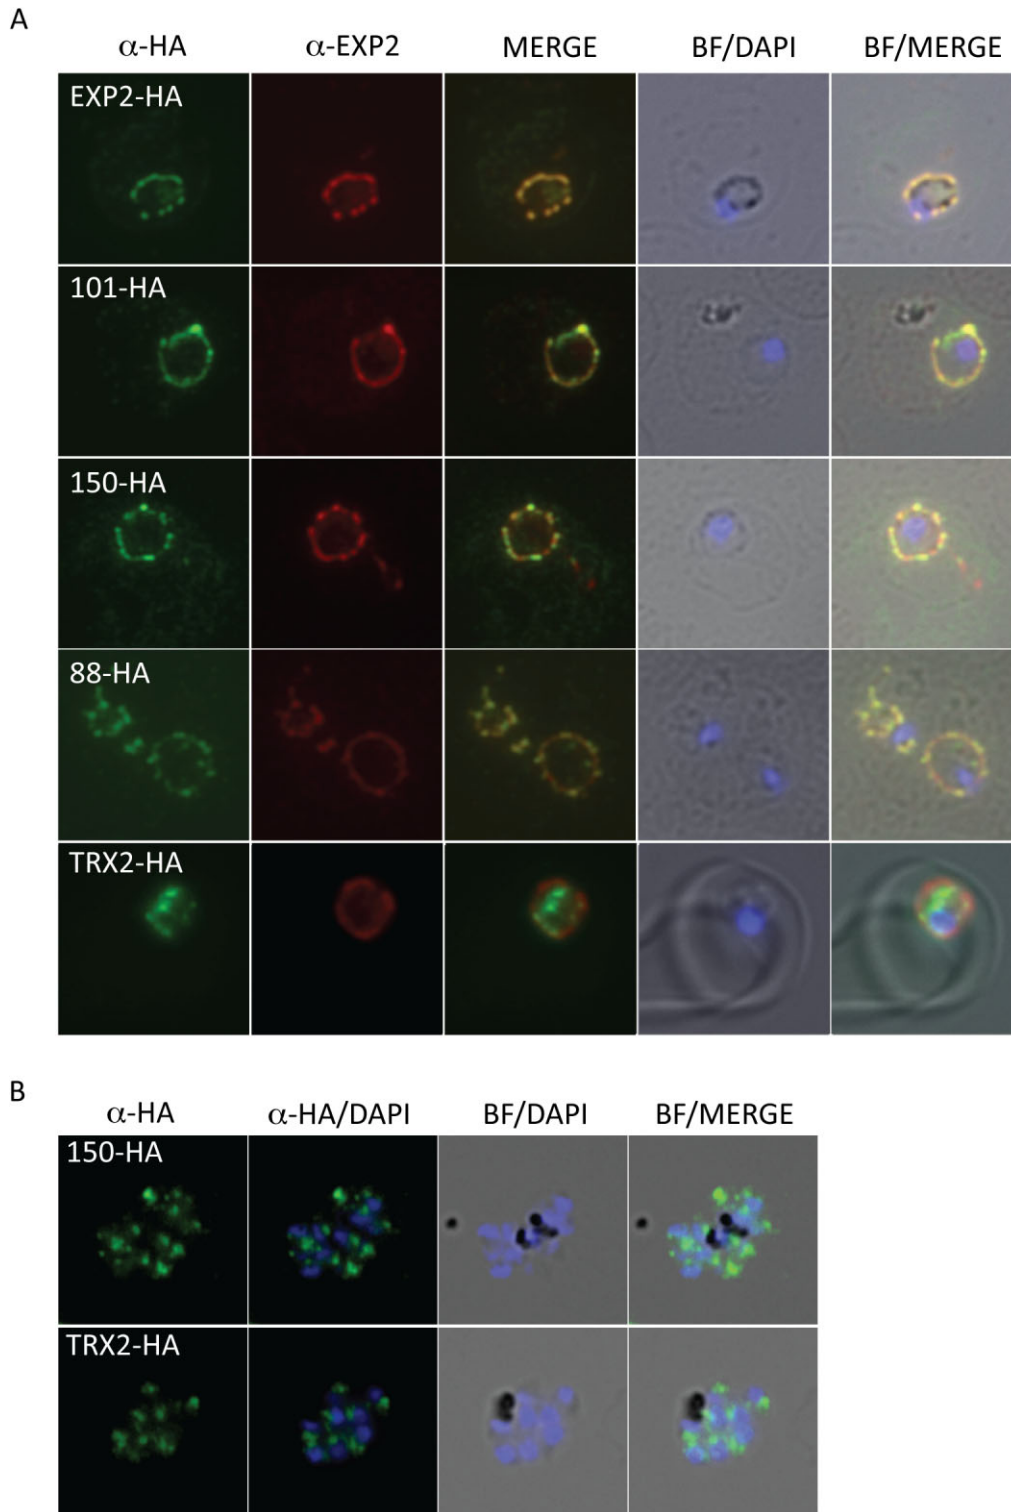 A
α-HA α-EXP2 MERGE BF/DAPI BF/MERGE
EXP2-HA
101-HA
150-HA
88-HA
TRX2-HA
B
α-HA α-HA/DAPI BF/DAPI BF/MERGE
150-HA
TRX2-HA